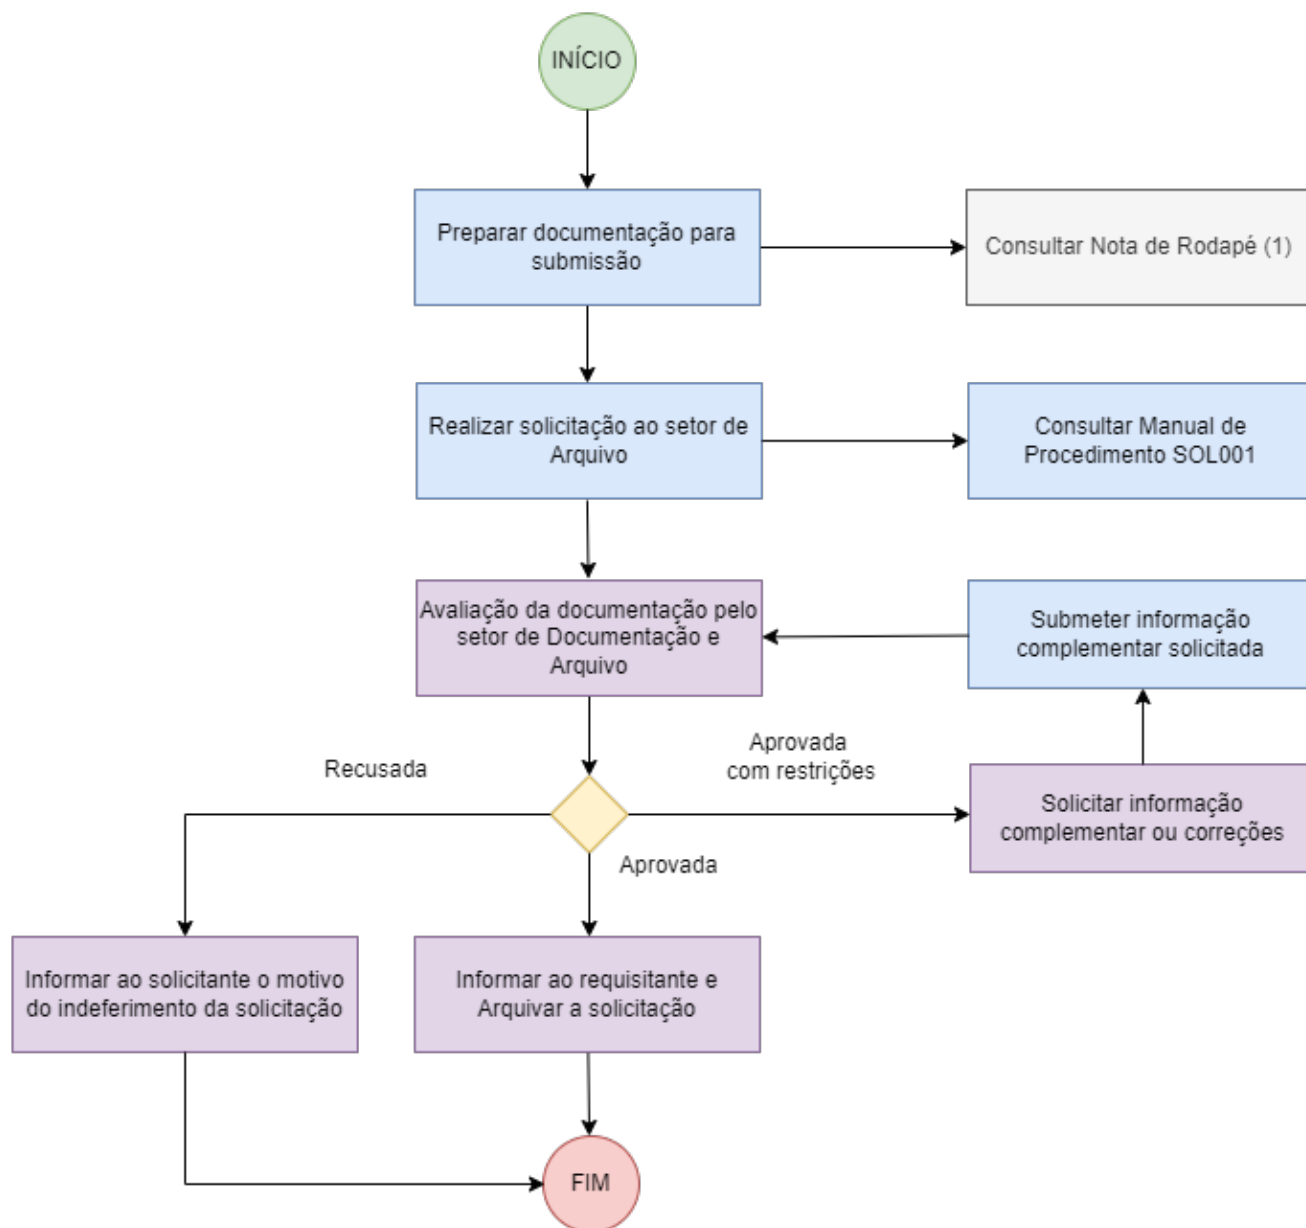 INÍCIO
Preparar documentação para
submissão
Consultar Nota de Rodapé (1)
Realizar solicitação ao setor de
Arquivo
Consultar Manual de
Procedimento SOL001
Avaliação da documentação pelo
setor de Documentação e
Arquivo
Submeter informação
complementar solicitada
Recusada
Aprovada
com restrições
Solicitar informação
complementar ou correções
Aprovada
Informar ao solicitante o motivo
do indeferimento da solicitação
Informar ao requisitante e
Arquivar a solicitação
FIM